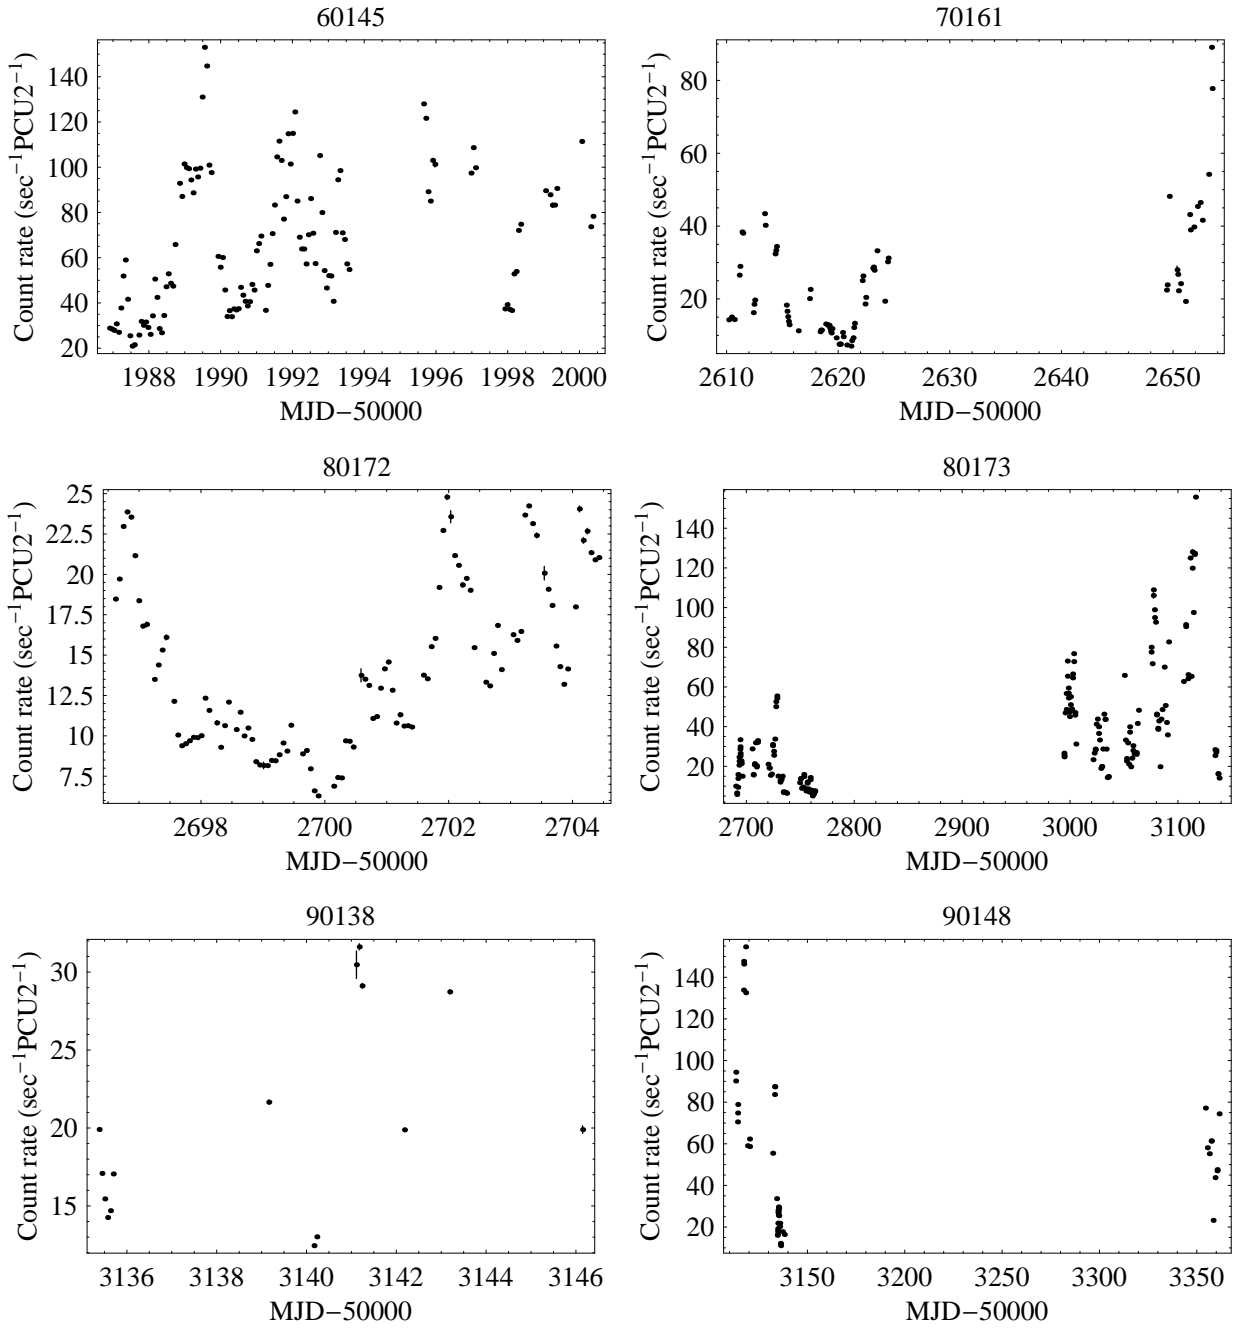 60145
Count rate (sec−1PCU2−1)
140
120
100
80
60
40
20
1988 1990 1992 1994 1996 1998 2000
MJD−50000
70161
Count rate (sec−1PCU2−1)
80
60
40
20
2610 2620 2630 2640 2650
MJD−50000
80172
Count rate (sec−1PCU2−1)
25
22.5
20
17.5
15
12.5
10
7.5
2698 2700 2702 2704
MJD−50000
80173
Count rate (sec−1PCU2−1)
140
120
100
80
60
40
20
2700 2800 2900 3000 3100
MJD−50000
90138
Count rate (sec−1PCU2−1)
30
25
20
15
3136 3138 3140 3142 3144 3146
MJD−50000
90148
Count rate (sec−1PCU2−1)
140
120
100
80
60
40
20
3150 3200 3250 3300 3350
MJD−50000